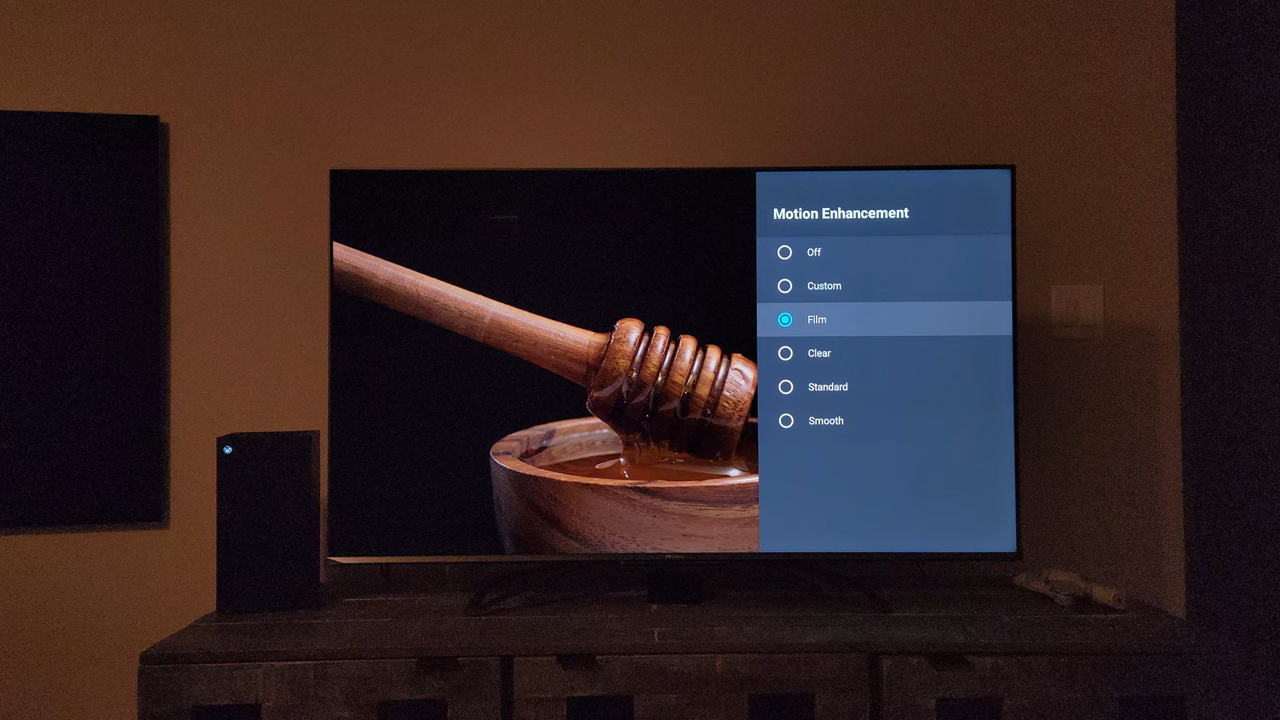 Motion Enhancement
Off
Custom
Film
Clear
Standard
Smooth